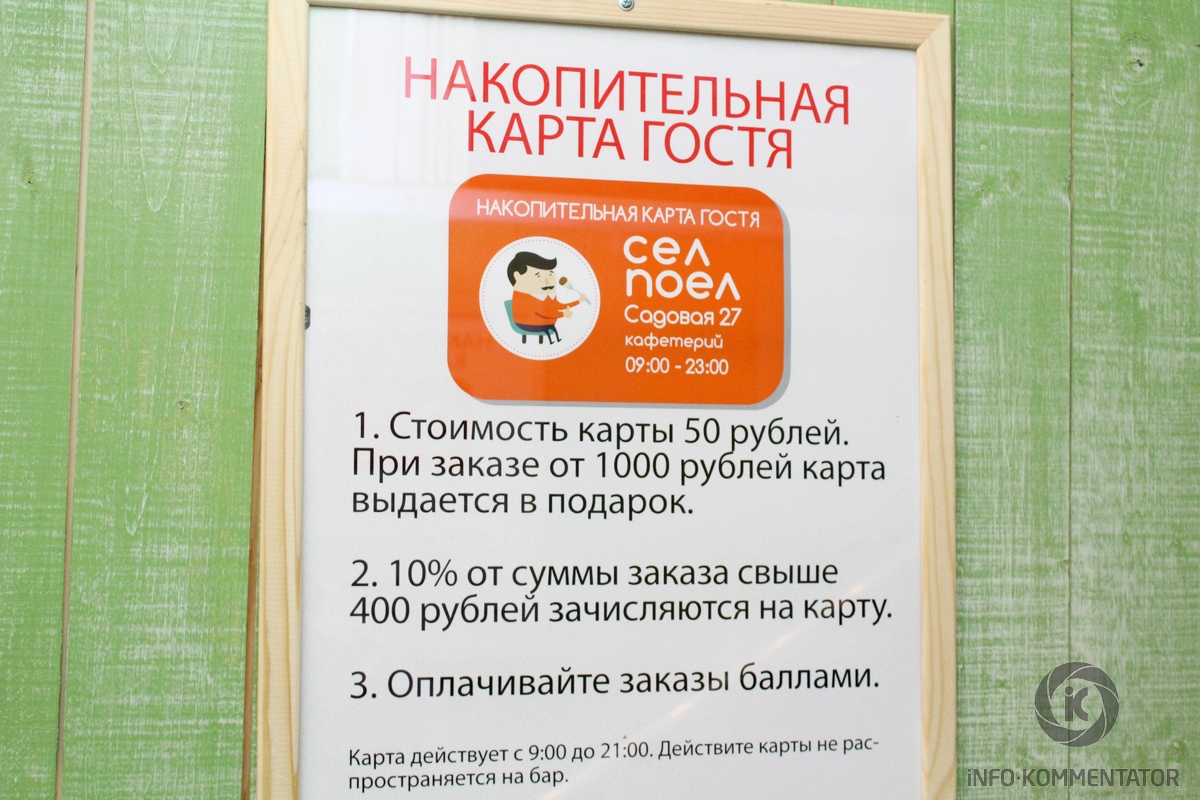 НАКОПИТЕЛЬНАЯ
КАРТА ГОСТЯ
НАКОПИТЕЛЬНАЯ КАРТА ГОСТЯ
сел
поел
Садовая 27
кафетерий
09:00 - 23:00
1. Стоимость карты 50 рублей.
При заказе от 1000 рублей карта
выдается в подарок.
2. 10% от суммы заказа свыше
400 рублей зачисляются на карту.
3. Оплачивайте заказы баллами.
Карта действует с 9:00 до 21:00. Действите карты не рас-
пространяется на бар.
iK
iNFO·KOMMENTATOR